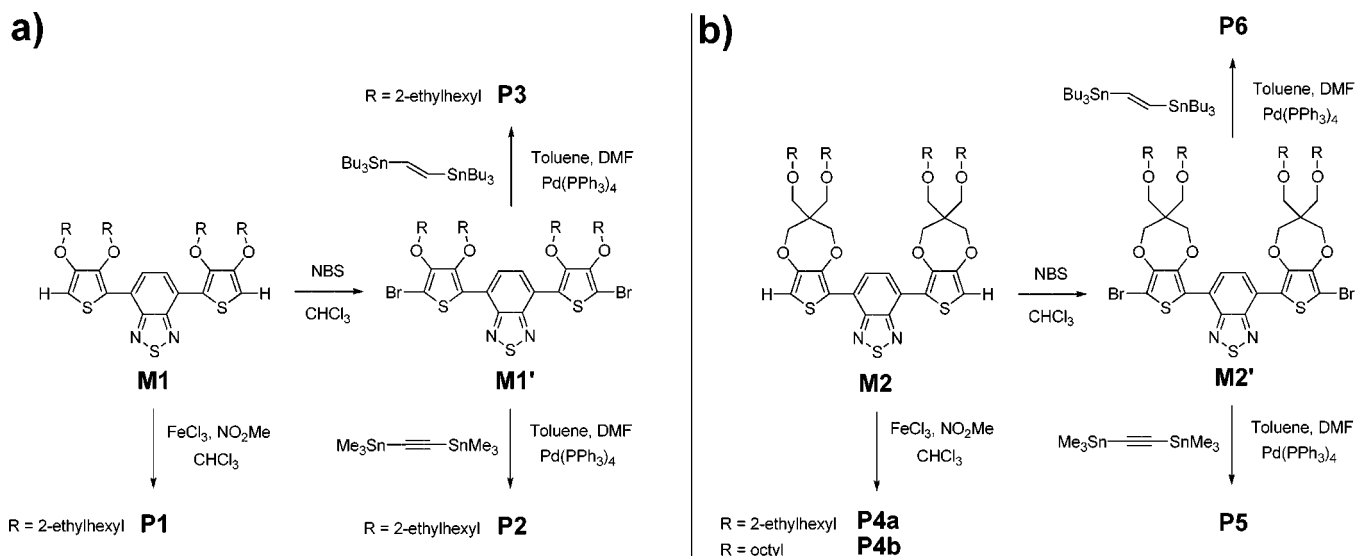 a)
R = 2-ethylhexyl P3
Bu3Sn SnBu3
Toluene, DMF
Pd(PPh3)4
R R R R
O O O O
H S S H
N S N
M1
NBS
CHCl3
R R R R
O O O O
Br S S Br
N S N
M1'
FeCl3, NO2Me
CHCl3
Me3Sn SnMe3
Toluene, DMF
Pd(PPh3)4
R = 2-ethylhexyl P1
R = 2-ethylhexyl P2
b)
P6
Bu3Sn SnBu3
Toluene, DMF
Pd(PPh3)4
R R R R
O O O O
O O O O
H S S H
N S N
M2
NBS
CHCl3
R R R R
O O O O
O O O O
Br S S Br
N S N
M2'
FeCl3, NO2Me
CHCl3
Me3Sn SnMe3
Toluene, DMF
Pd(PPh3)4
R = 2-ethylhexyl P4a
R = octyl P4b
P5